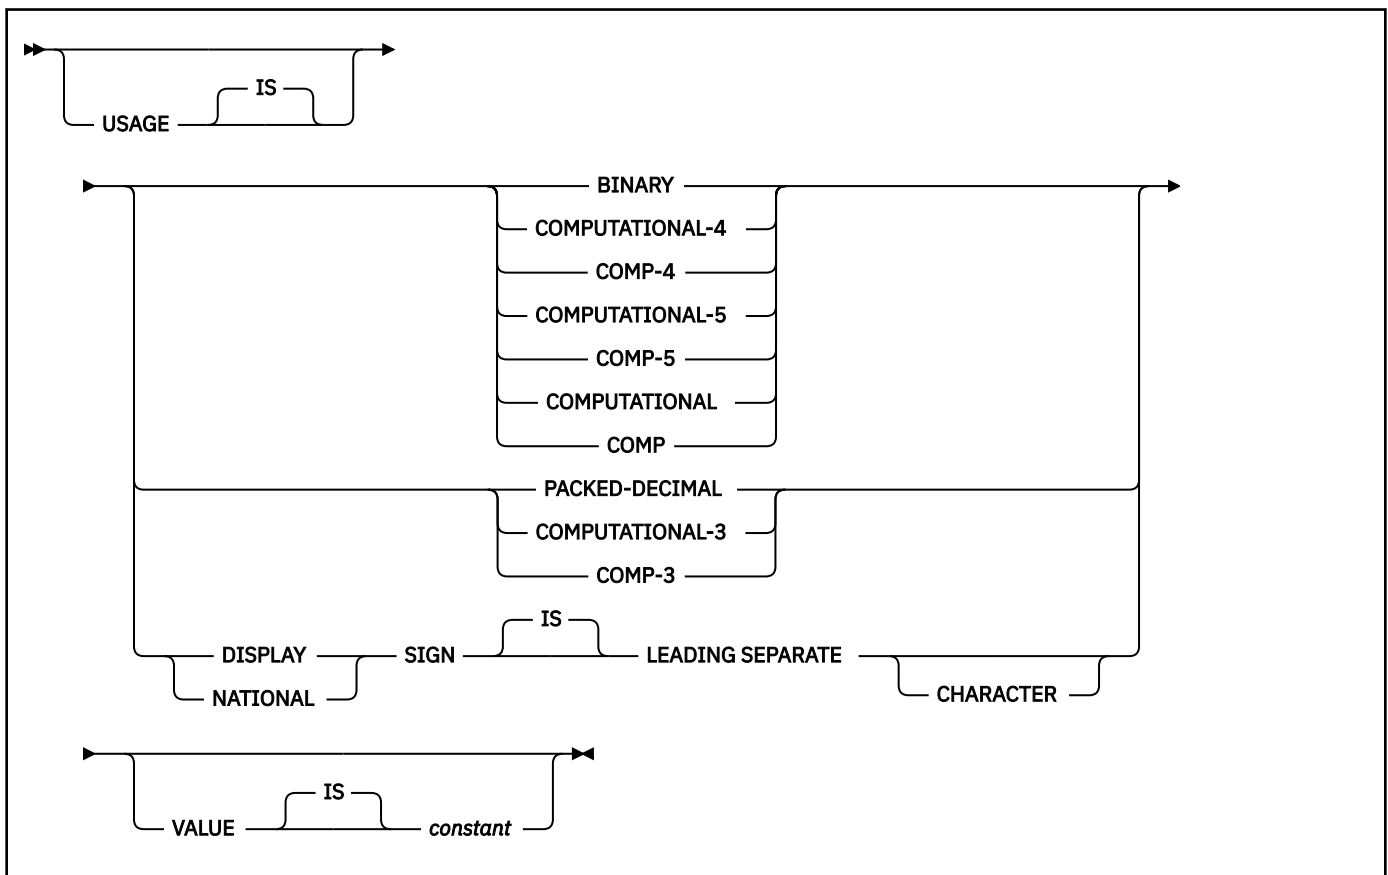 IS
USAGE
BINARY
COMPUTATIONAL-4
COMP-4
COMPUTATIONAL-5
COMP-5
COMPUTATIONAL
COMP
PACKED-DECIMAL
COMPUTATIONAL-3
COMP-3
IS
DISPLAY SIGN LEADING SEPARATE
NATIONAL CHARACTER
IS
VALUE constant